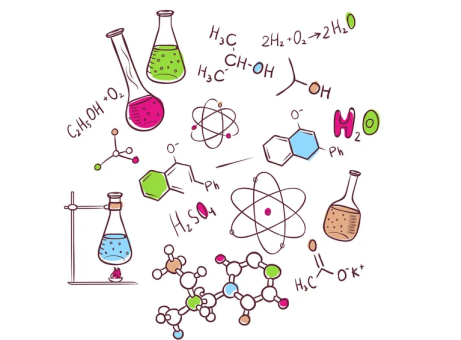 H₃C
CH-OH
H₃C
2H₂+O₂→2H₂O
OH
C₂H₅OH+O₂
H₂O
O⁻
Ph
O⁻
Ph
H₂SO₄
O
H₃C
O⁻K⁺